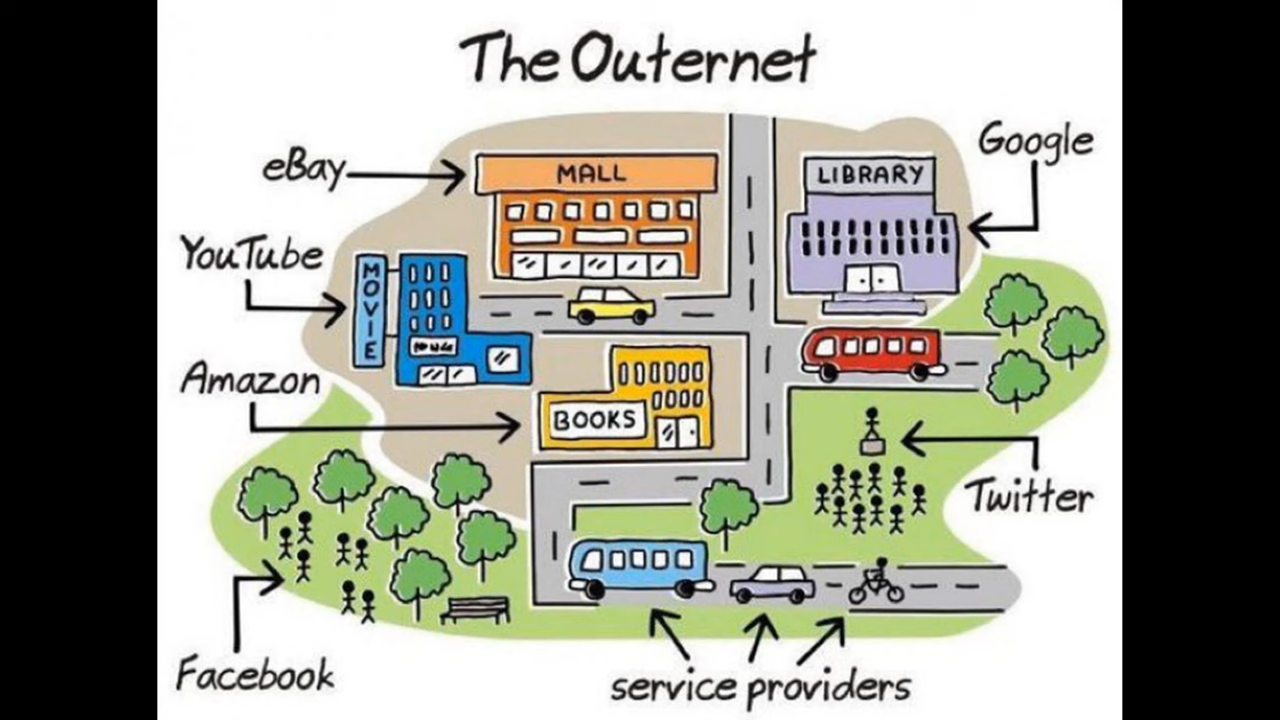 The Outernet
Google
eBay
MALL
LIBRARY
YouTube
MOVIE
Amazon
BOOKS
Twitter
Facebook
service providers